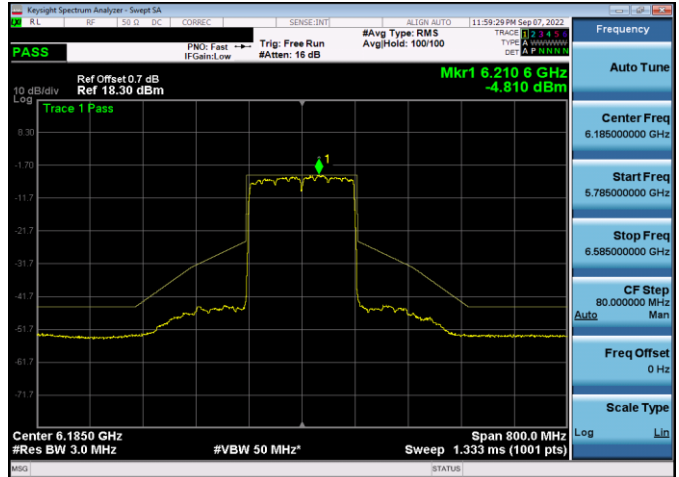 Keysight Spectrum Analyzer - Swept SA
RL RF 50 Ω DC CORREC SENSE:INT ALIGN AUTO 11:59:29 PM Sep 07, 2022
PASS
PNO: Fast
IFGain:Low
Trig: Free Run
#Atten: 16 dB
#Avg Type: RMS
Avg|Hold: 100/100
TRACE 1 2 3 4 5 6
TYPE A WWWWW
DET A P N N N N
Frequency
Mkr1 6.210 6 GHz
-4.810 dBm
Ref Offset 0.7 dB
Ref 18.30 dBm
10 dB/div
Log
Trace 1 Pass
1
8.30
-1.70
-11.7
-21.7
-31.7
-41.7
-51.7
-61.7
-71.7
Center 6.1850 GHz
#Res BW 3.0 MHz
#VBW 50 MHz*
Span 800.0 MHz
Sweep 1.333 ms (1001 pts)
Auto Tune
Center Freq
6.185000000 GHz
Start Freq
5.785000000 GHz
Stop Freq
6.585000000 GHz
CF Step
80.000000 MHz
Auto Man
Freq Offset
0 Hz
Scale Type
Log Lin
MSG STATUS